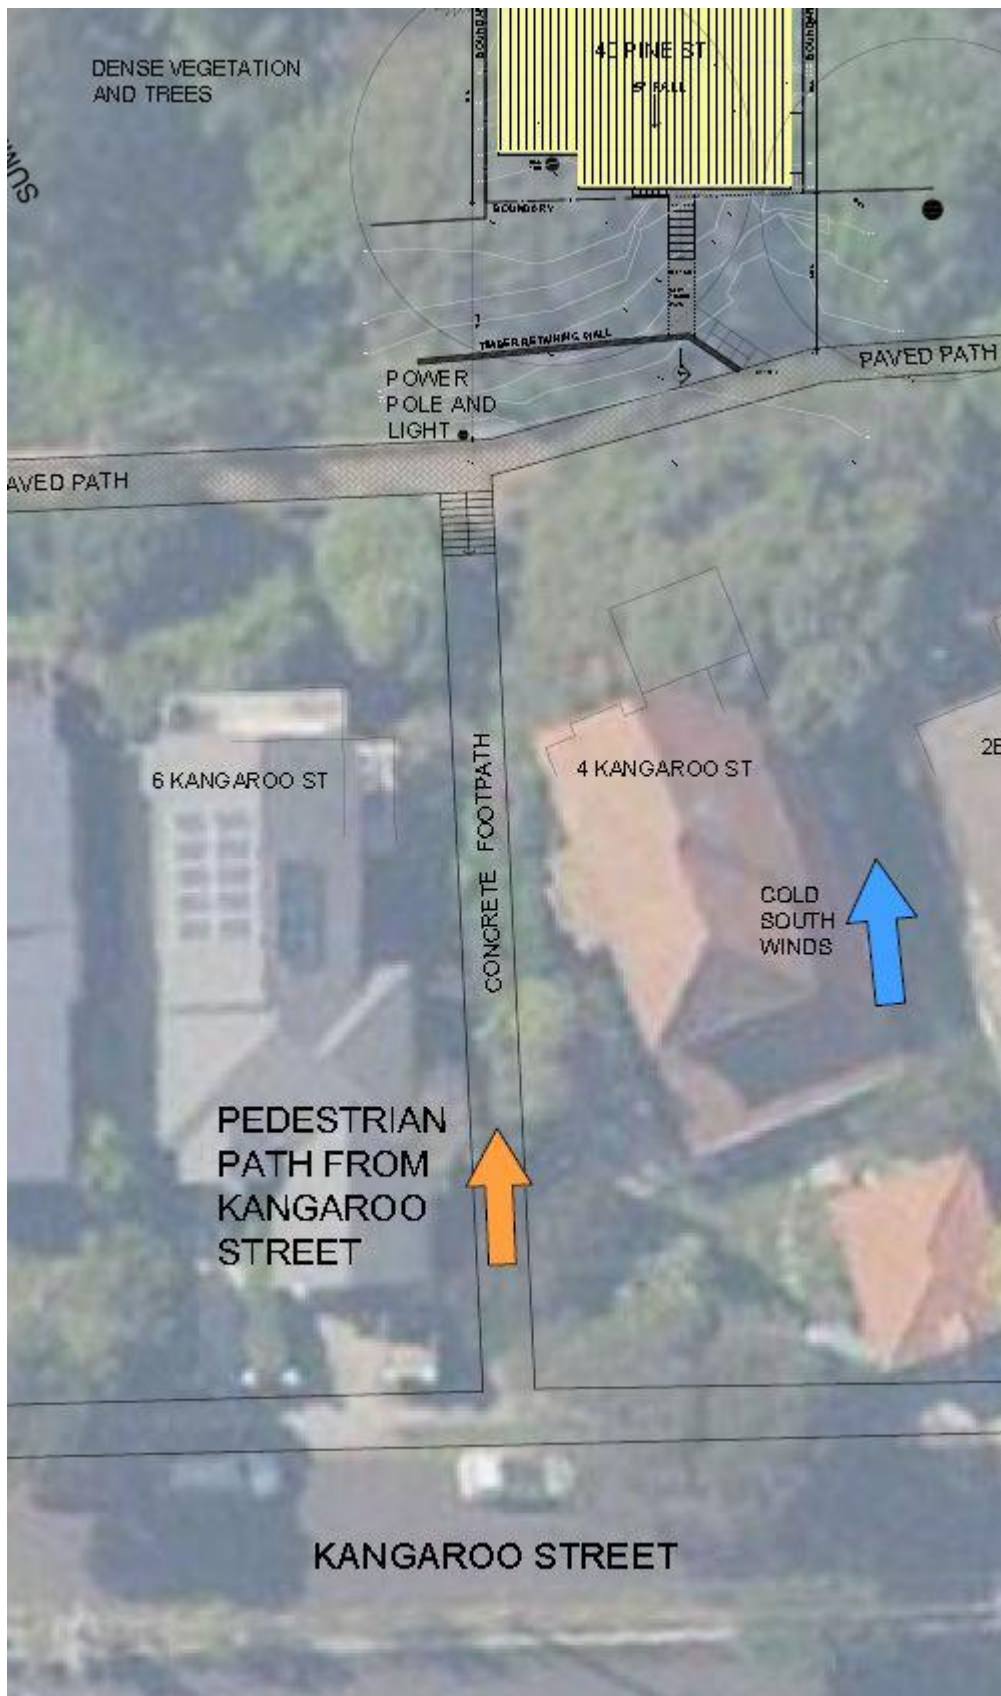 DENSE VEGETATION
AND TREES
BOUNDARY
TIMBER RETAINING WALL
POWER
POLE AND
LIGHT
PAVED PATH
AVED PATH
6 KANGAROO ST
CONCRETE FOOTPATH
4 KANGAROO ST
COLD
SOUTH
WINDS
PEDESTRIAN
PATH FROM
KANGAROO
STREET
KANGAROO STREET